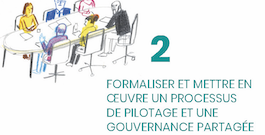 2
FORMALISER ET METTRE EN
ŒUVRE UN PROCESSUS
DE PILOTAGE ET UNE
GOUVERNANCE PARTAGÉE